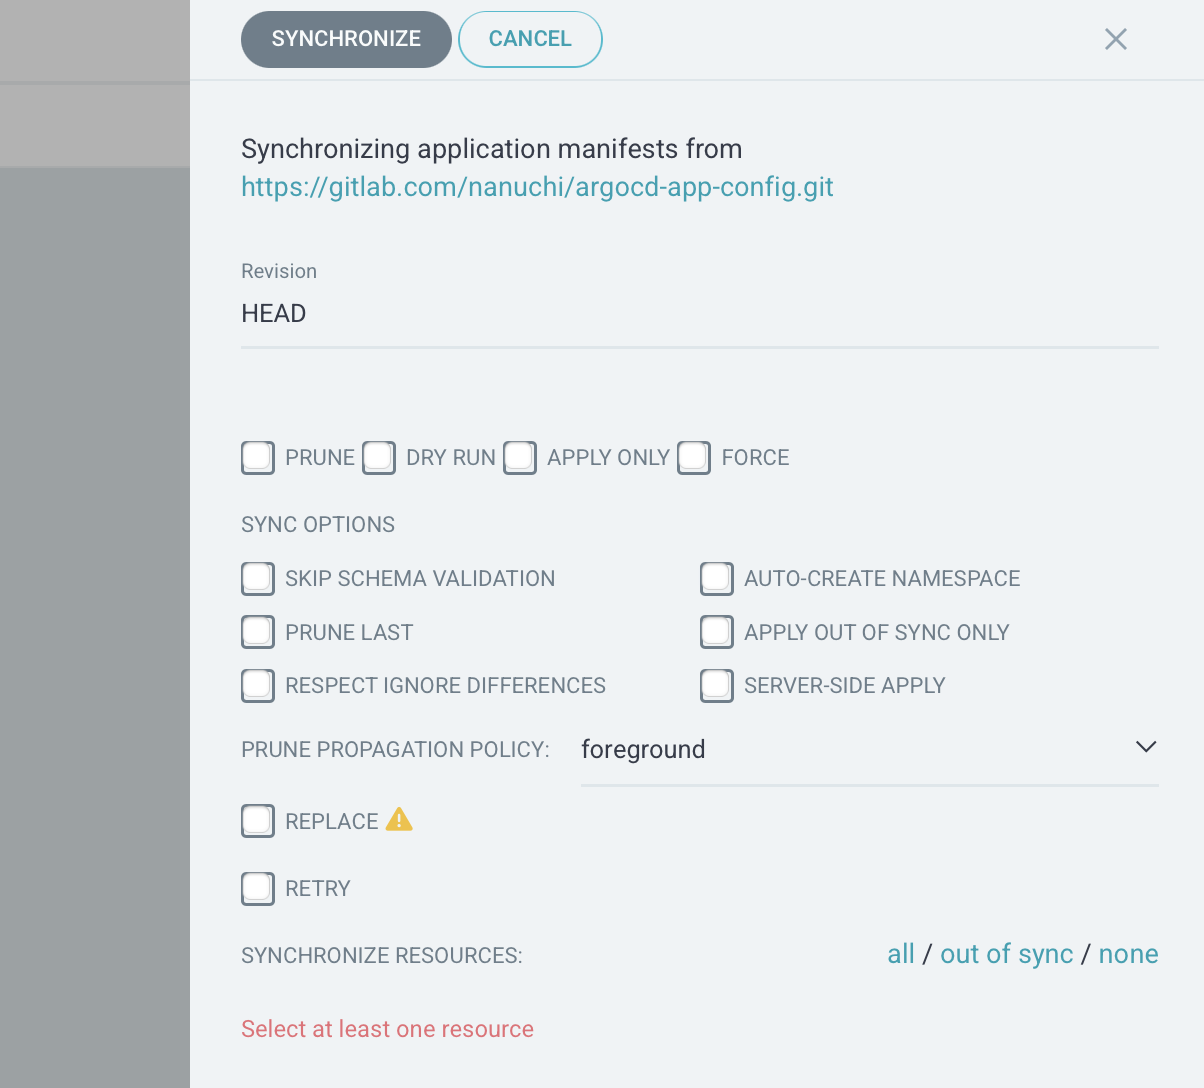 SYNCHRONIZE CANCEL
Synchronizing application manifests from
https://gitlab.com/nanuchi/argocd-app-config.git
Revision
HEAD
PRUNE DRY RUN APPLY ONLY FORCE
SYNC OPTIONS
SKIP SCHEMA VALIDATION AUTO-CREATE NAMESPACE
PRUNE LAST APPLY OUT OF SYNC ONLY
RESPECT IGNORE DIFFERENCES SERVER-SIDE APPLY
PRUNE PROPAGATION POLICY: foreground
REPLACE
RETRY
SYNCHRONIZE RESOURCES: all / out of sync / none
Select at least one resource